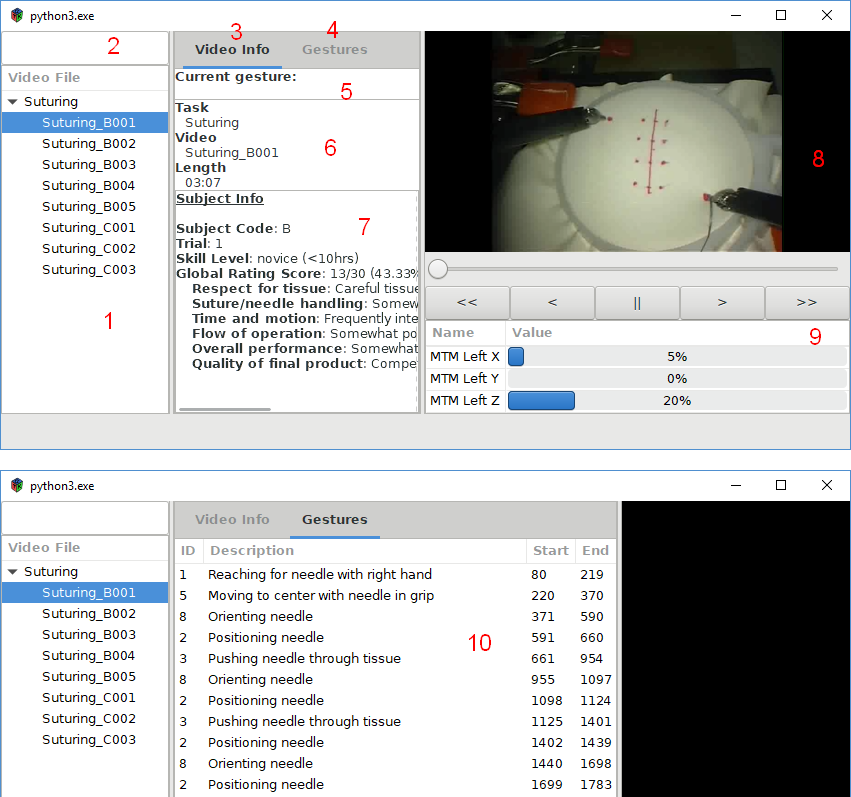 python3.exe
2
3
4
Video Info
Gestures
Video File
Suturing
Suturing_B001
Suturing_B002
Suturing_B003
Suturing_B004
Suturing_B005
Suturing_C001
Suturing_C002
Suturing_C003
1
Current gesture:
5
Task
Suturing
Video
Suturing_B001
6
Length
03:07
Subject Info
7
Subject Code: B
Trial: 1
Skill Level: novice (<10hrs)
Global Rating Score: 13/30 (43.33%
Respect for tissue: Careful tissue
Suture/needle handling: Somew
Time and motion: Frequently inte
Flow of operation: Somewhat po
Overall performance: Somewhat
Quality of final product: Compe
8
<< < || > >>
Name Value
9
MTM Left X 5%
MTM Left Y 0%
MTM Left Z 20%
python3.exe
Video File
Suturing
Suturing_B001
Suturing_B002
Suturing_B003
Suturing_B004
Suturing_B005
Suturing_C001
Suturing_C002
Suturing_C003
Video Info
Gestures
ID Description Start End
1 Reaching for needle with right hand 80 219
5 Moving to center with needle in grip 220 370
8 Orienting needle 371 590
2 Positioning needle 591 660
10
3 Pushing needle through tissue 661 954
8 Orienting needle 955 1097
2 Positioning needle 1098 1124
3 Pushing needle through tissue 1125 1401
2 Positioning needle 1402 1439
8 Orienting needle 1440 1698
2 Positioning needle 1699 1783